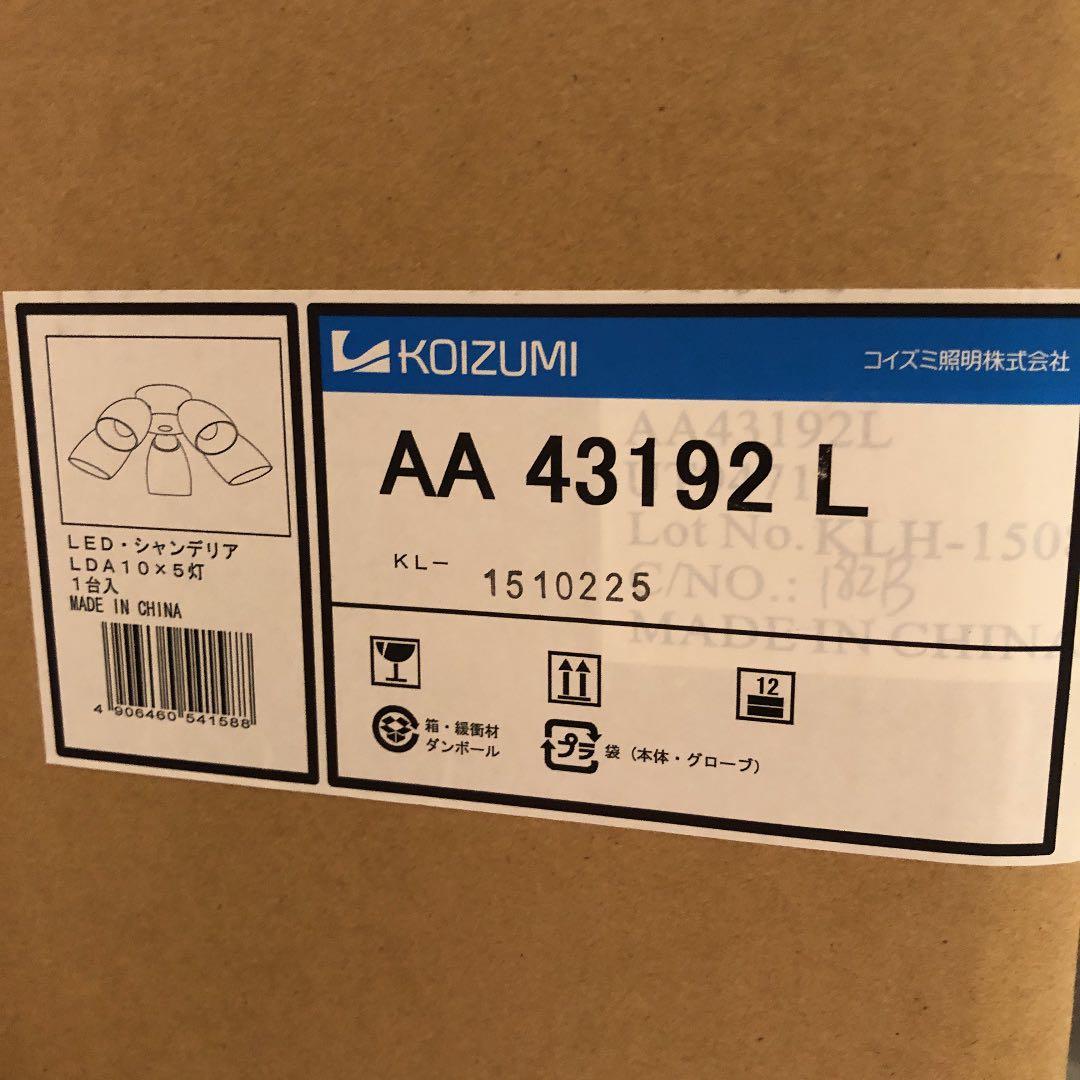 LED・シャンデリア
LDA10×5灯
1台入
MADE IN CHINA
4 906460 541588
KOIZUMI
コイズミ照明株式会社
AA 43192 L
KL-
1510225
AA43192L
Lot No. KLH-150
C/NO.:
MADE IN CHINA
12
箱・緩衝材
ダンボール
プラ
袋（本体・グローブ）